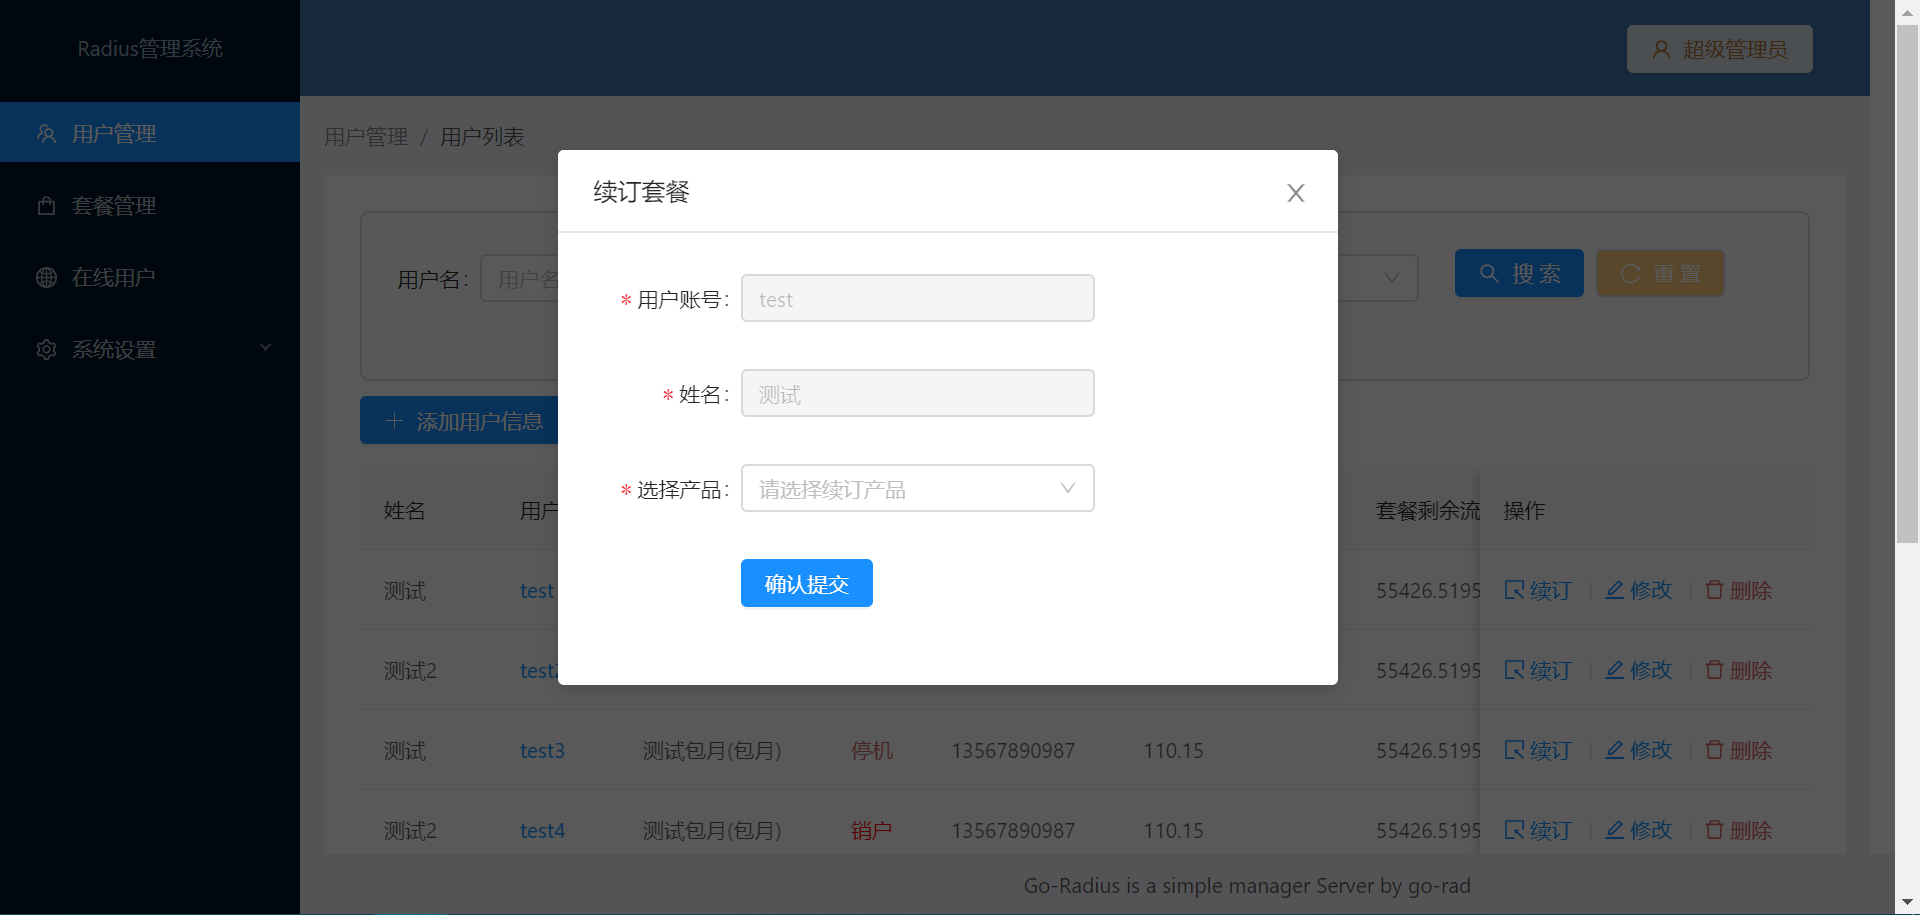 Radius管理系统
超级管理员
用户管理
套餐管理
在线用户
系统设置
用户管理 / 用户列表
用户名:
用户名
搜索
重置
添加用户信息
续订套餐
* 用户账号: test
* 姓名: 测试
* 选择产品: 请选择续订产品
确认提交
姓名 用户 套餐剩余流 操作
测试 test 55426.5195 续订 修改 删除
测试2 test2 55426.5195 续订 修改 删除
测试 test3 测试包月(包月) 停机 13567890987 110.15 55426.5195 续订 修改 删除
测试2 test4 测试包月(包月) 销户 13567890987 110.15 55426.5195 续订 修改 删除
Go-Radius is a simple manager Server by go-rad